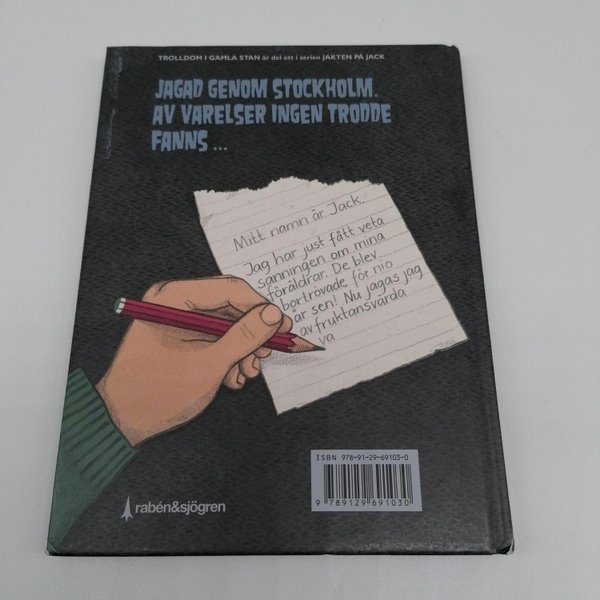 TROLLDOM I GAMLA STAN är del ett i serien JAKTEN PÅ JACK
JAGAD GENOM STOCKHOLM.
AV VARELSER INGEN TRODDE
FANNS ...
Mitt namn är Jack.
Jag har just fått veta
sanningen om mina
föräldrar. De blev
bortrövade för nio
år sen! Nu jagas jag
av fruktansvärda
va
ISBN 978-91-29-69103-0
9 789129 691030
rabén&sjögren